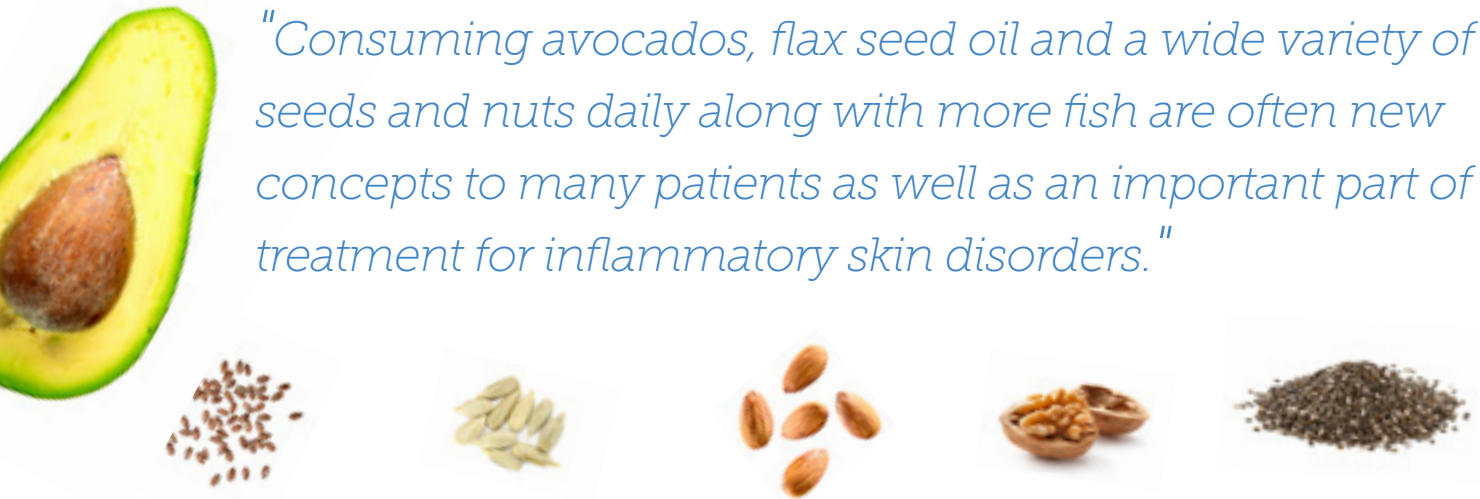 "Consuming avocados, flax seed oil and a wide variety of
seeds and nuts daily along with more fish are often new
concepts to many patients as well as an important part of
treatment for inflammatory skin disorders."